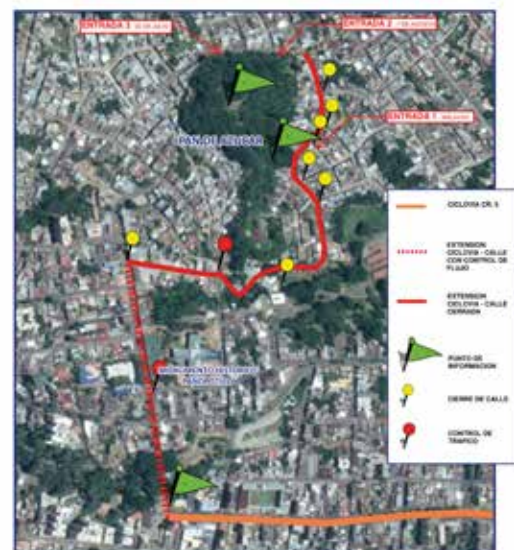 ENTRADA 3
ENTRADA 2
ENTRADA 1
PAN DE AZUCAR
MONUMENTO HISTORICO
CICLOVIA CR. 5
EXTENSION
CICLOVIA - CALLE
CON CONTROL DE
FLUJO
EXTENSION
CICLOVIA - CALLE
CERRADA
PUNTO DE
INFORMACION
CIERRE DE CALLE
CONTROL DE
TRAFICO